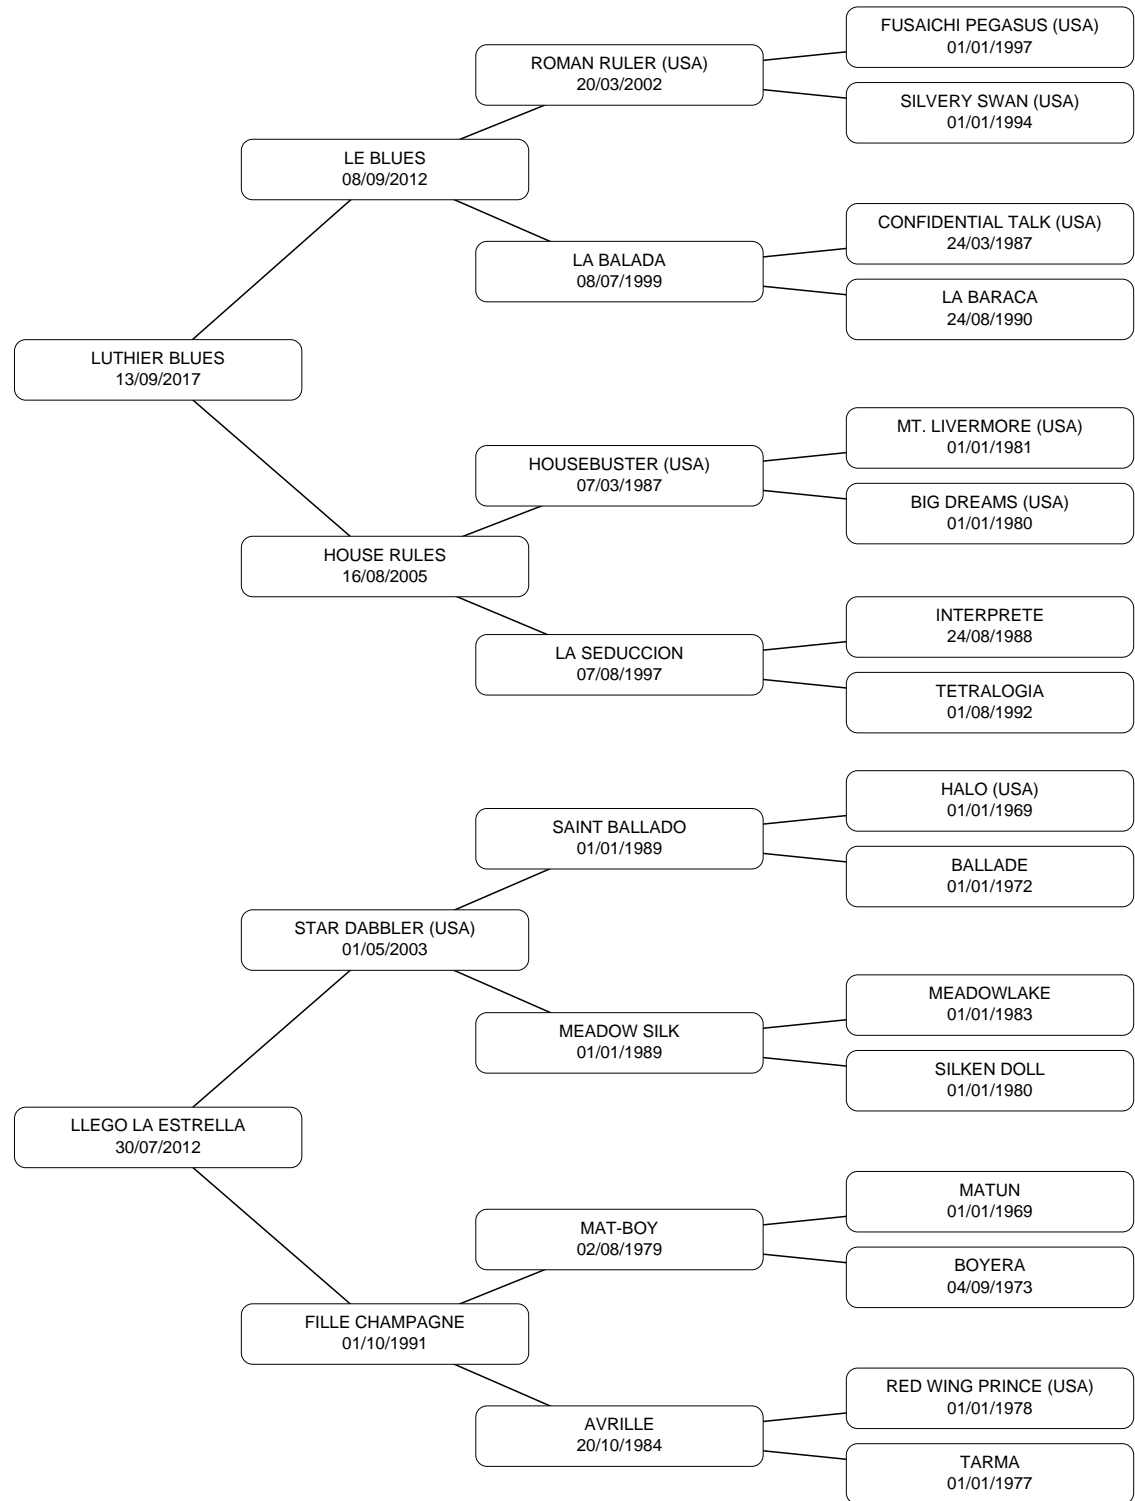 FUSAICHI PEGASUS (USA)
01/01/1997
ROMAN RULER (USA)
20/03/2002
SILVERY SWAN (USA)
01/01/1994
LE BLUES
08/09/2012
CONFIDENTIAL TALK (USA)
24/03/1987
LA BALADA
08/07/1999
LA BARACA
24/08/1990
LUTHIER BLUES
13/09/2017
MT. LIVERMORE (USA)
01/01/1981
HOUSEBUSTER (USA)
07/03/1987
BIG DREAMS (USA)
01/01/1980
HOUSE RULES
16/08/2005
INTERPRETE
24/08/1988
LA SEDUCCION
07/08/1997
TETRALOGIA
01/08/1992
HALO (USA)
01/01/1969
SAINT BALLADO
01/01/1989
BALLADE
01/01/1972
STAR DABBLER (USA)
01/05/2003
MEADOWLAKE
01/01/1983
MEADOW SILK
01/01/1989
SILKEN DOLL
01/01/1980
LLEGO LA ESTRELLA
30/07/2012
MATUN
01/01/1969
MAT-BOY
02/08/1979
BOYERA
04/09/1973
FILLE CHAMPAGNE
01/10/1991
RED WING PRINCE (USA)
01/01/1978
AVRILLE
20/10/1984
TARMA
01/01/1977